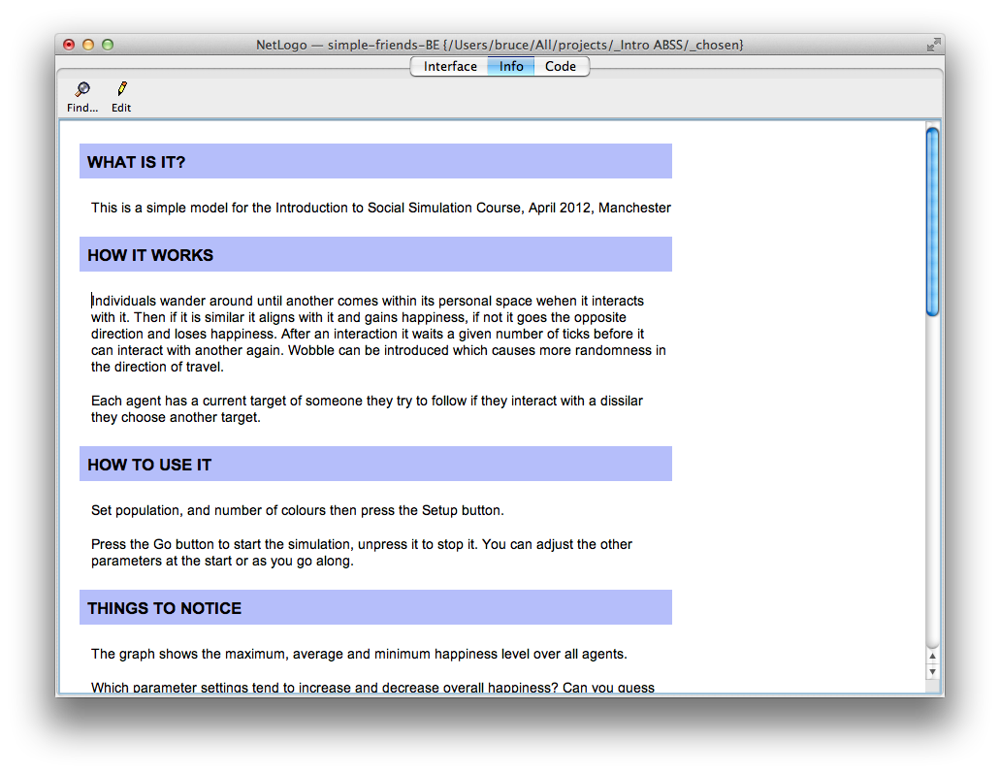 NetLogo — simple-friends-BE {/Users/bruce/All/projects/_Intro ABSS/_chosen}
Interface Info Code
Find... Edit
WHAT IS IT?
This is a simple model for the Introduction to Social Simulation Course, April 2012, Manchester
HOW IT WORKS
Individuals wander around until another comes within its personal space wehen it interacts
with it. Then if it is similar it aligns with it and gains happiness, if not it goes the opposite
direction and loses happiness. After an interaction it waits a given number of ticks before it
can interact with another again. Wobble can be introduced which causes more randomness in
the direction of travel.
Each agent has a current target of someone they try to follow if they interact with a dissilar
they choose another target.
HOW TO USE IT
Set population, and number of colours then press the Setup button.
Press the Go button to start the simulation, unpress it to stop it. You can adjust the other
parameters at the start or as you go along.
THINGS TO NOTICE
The graph shows the maximum, average and minimum happiness level over all agents.
Which parameter settings tend to increase and decrease overall happiness? Can you guess